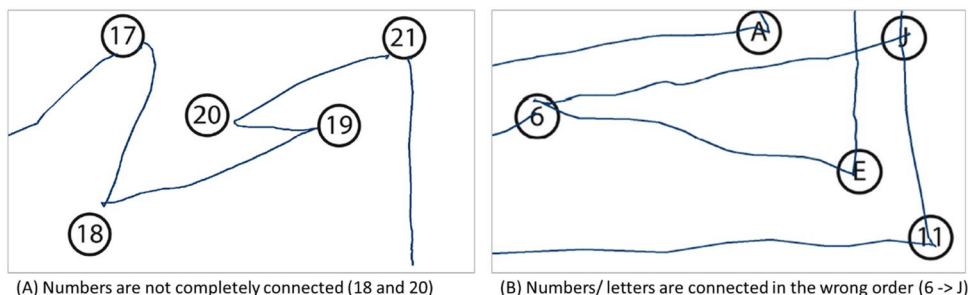 17
21
A
J
20
19
6
E
18
11
(A) Numbers are not completely connected (18 and 20)
(B) Numbers/ letters are connected in the wrong order (6 -> J)